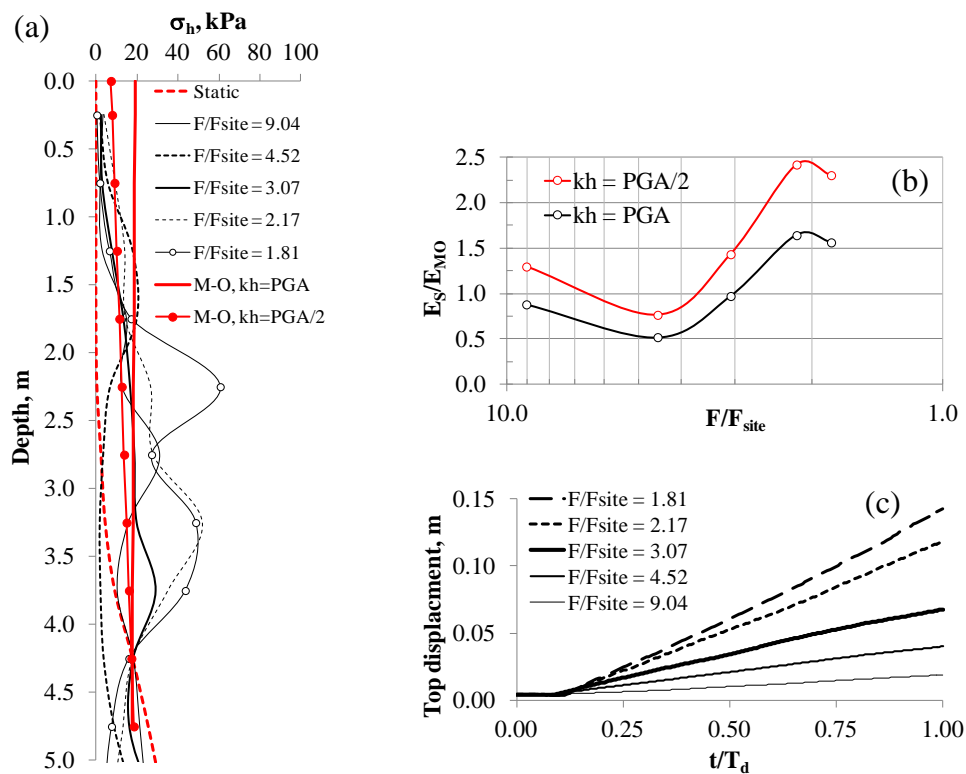 (a)
σh, kPa
0 20 40 60 80 100
0.0
0.5
1.0
1.5
2.0
2.5
3.0
3.5
4.0
4.5
5.0
Depth, m
Static
F/Fsite = 9.04
F/Fsite = 4.52
F/Fsite = 3.07
F/Fsite = 2.17
F/Fsite = 1.81
M-O, kh=PGA
M-O, kh=PGA/2
(b)
2.5
2.0
1.5
1.0
0.5
0.0
ES/EMO
kh = PGA/2
kh = PGA
10.0 1.0
F/Fsite
(c)
0.15
0.10
0.05
0.00
Top displacment, m
F/Fsite = 1.81
F/Fsite = 2.17
F/Fsite = 3.07
F/Fsite = 4.52
F/Fsite = 9.04
0.00 0.25 0.50 0.75 1.00
t/Td